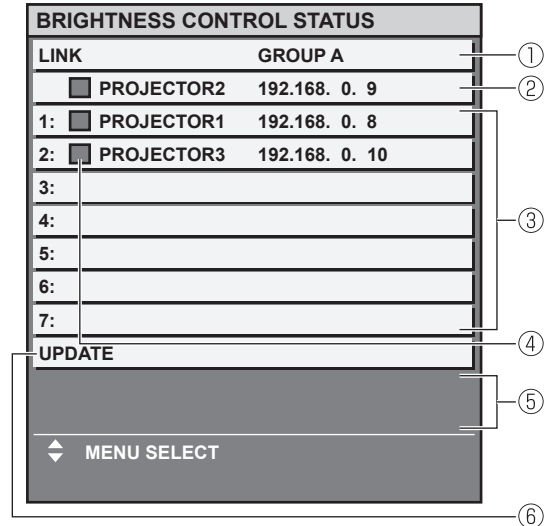 BRIGHTNESS CONTROL STATUS
LINK GROUP A ①
PROJECTOR2 192.168. 0. 9 ②
1: PROJECTOR1 192.168. 0. 8
2: PROJECTOR3 192.168. 0. 10
3:
4: ③
5:
6:
7:
④
UPDATE
⑤
MENU SELECT
⑥